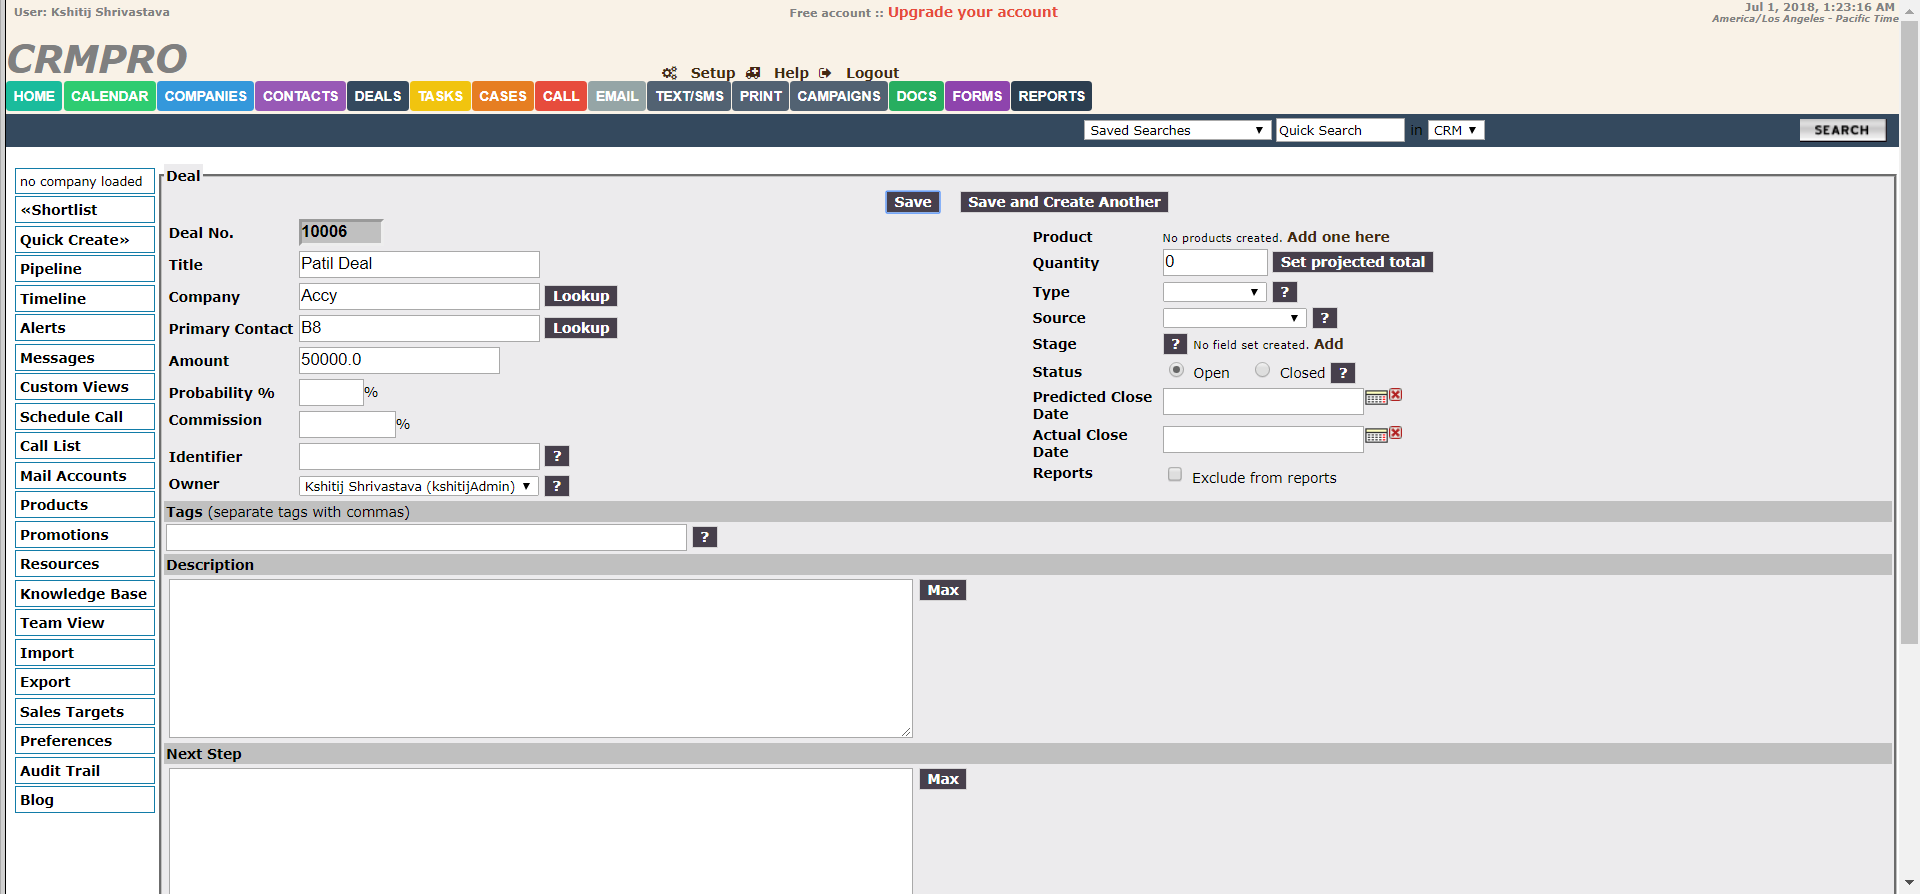 User: Kshitij Shrivastava
Free account :: Upgrade your account
Jul 1, 2018, 1:23:16 AM
America/Los Angeles - Pacific Time
CRMPRO
Setup Help Logout
HOME CALENDAR COMPANIES CONTACTS DEALS TASKS CASES CALL EMAIL TEXT/SMS PRINT CAMPAIGNS DOCS FORMS REPORTS
Saved Searches Quick Search in CRM SEARCH
no company loaded
«Shortlist
Quick Create»
Pipeline
Timeline
Alerts
Messages
Custom Views
Schedule Call
Call List
Mail Accounts
Products
Promotions
Resources
Knowledge Base
Team View
Import
Export
Sales Targets
Preferences
Audit Trail
Blog
Deal
Save Save and Create Another
Deal No. 10006
Title Patil Deal
Company Accy Lookup
Primary Contact B8 Lookup
Amount 50000.0
Probability % %
Commission %
Identifier ?
Owner Kshitij Shrivastava (kshitijAdmin) ?
Product No products created. Add one here
Quantity 0 Set projected total
Type ?
Source ?
Stage ? No field set created. Add
Status Open Closed ?
Predicted Close
Date
Actual Close
Date
Reports Exclude from reports
Tags (separate tags with commas)
?
Description
Max
Next Step
Max